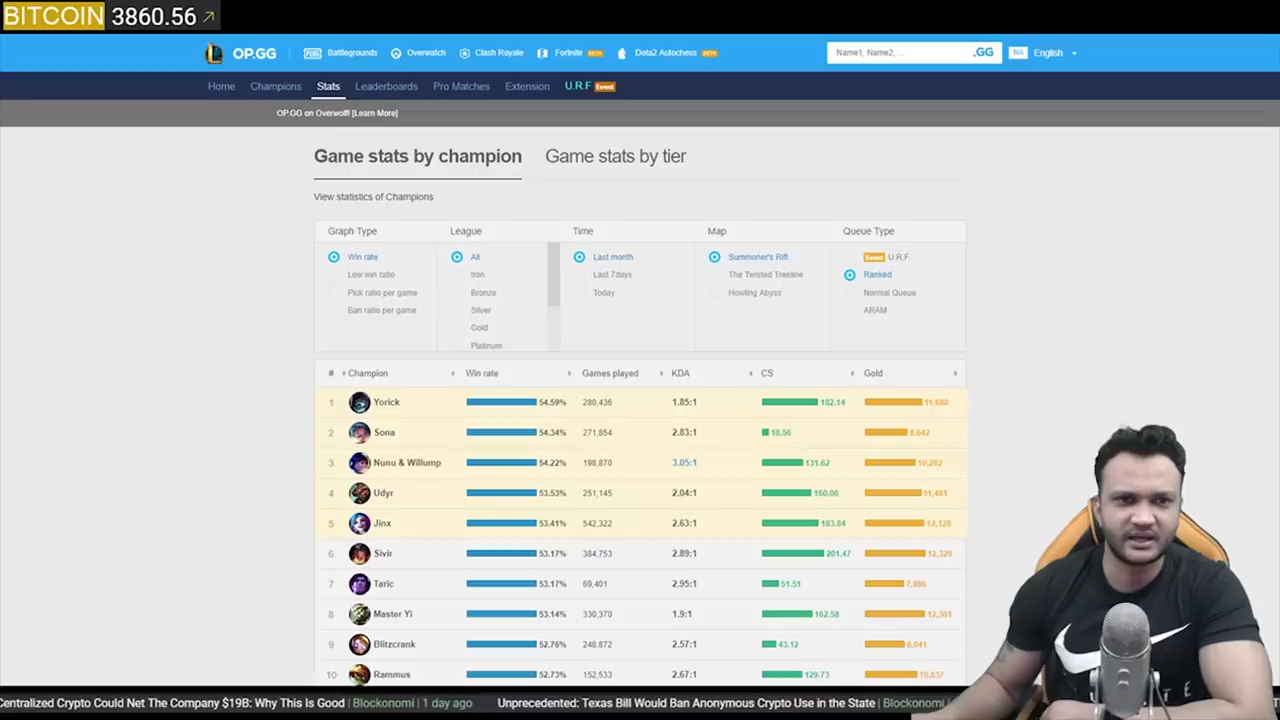 BITCOIN 3860.56
OP.GG Battlegrounds Overwatch Clash Royale Fortnite BETA Dota2 Autochess BETA Name1, Name2, ... .GG NA English
Home Champions Stats Leaderboards Pro Matches Extension U.R.F Event
OP.GG on Overwolf! [Learn More]
Game stats by champion Game stats by tier
View statistics of Champions
Graph Type League Time Map Queue Type
Win rate All Last month Summoner's Rift Event U.R.F
Low win ratio Iron Last 7days The Twisted Treeline Ranked
Pick ratio per game Bronze Today Howling Abyss Normal Queue
Ban ratio per game Silver ARAM
Gold
Platinum
# Champion Win rate Games played KDA CS Gold
1 Yorick 54.59% 280,436 1.85:1 182.14
2 Sona 54.34% 271,854 2.83:1 18.56 8,642
3 Nunu & Willump 54.22% 198,870 3.05:1 131.62 10,282
4 Udyr 53.53% 251,145 2.04:1 160.08 11,481
5 Jinx 53.41% 542,322 2.63:1 183.84 12,128
6 Sivir 53.17% 384,753 2.89:1 201.47 12,329
7 Taric 53.17% 69,401 2.95:1 51.51 7,886
8 Master Yi 53.14% 330,370 1.9:1 162.58 12,301
9 Blitzcrank 52.76% 248,872 2.57:1 43.12 8,041
10 Rammus 52.73% 152,533 2.67:1 129.73 10,837
Centralized Crypto Could Net The Company $19B: Why This Is Good | Blockonomi | 1 day ago Unprecedented: Texas Bill Would Ban Anonymous Crypto Use in the State | Blockonomi